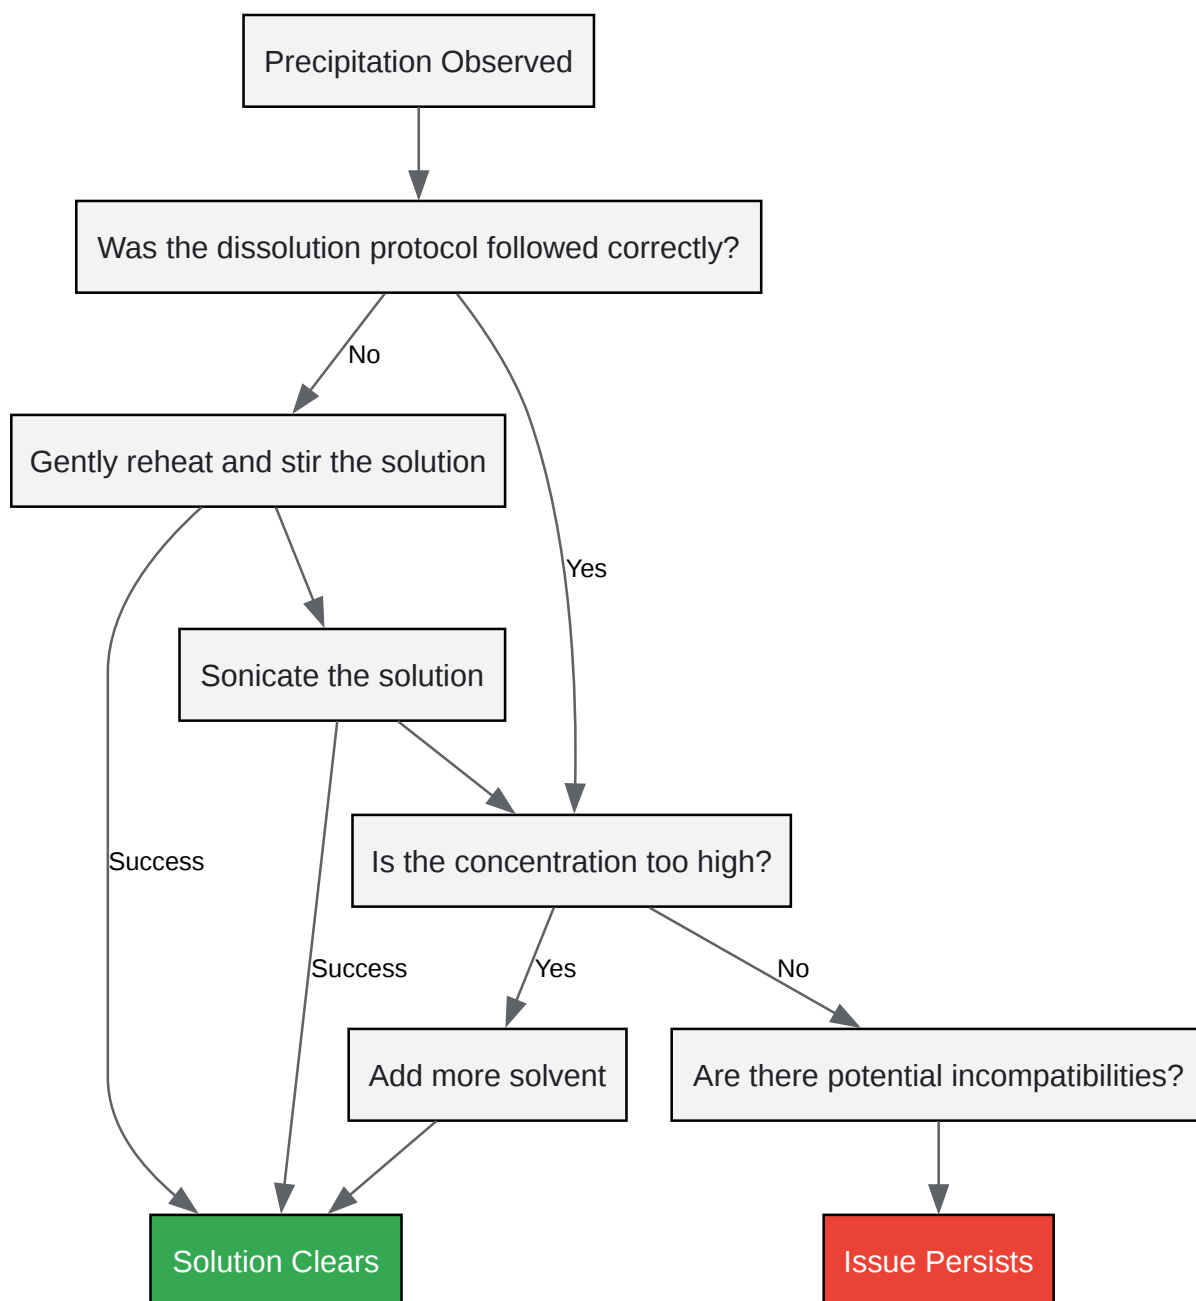 Precipitation Observed
Was the dissolution protocol followed correctly?
No
Gently reheat and stir the solution
Yes
Sonicate the solution
Success
Is the concentration too high?
Success
Yes
No
Add more solvent
Are there potential incompatibilities?
Solution Clears
Issue Persists